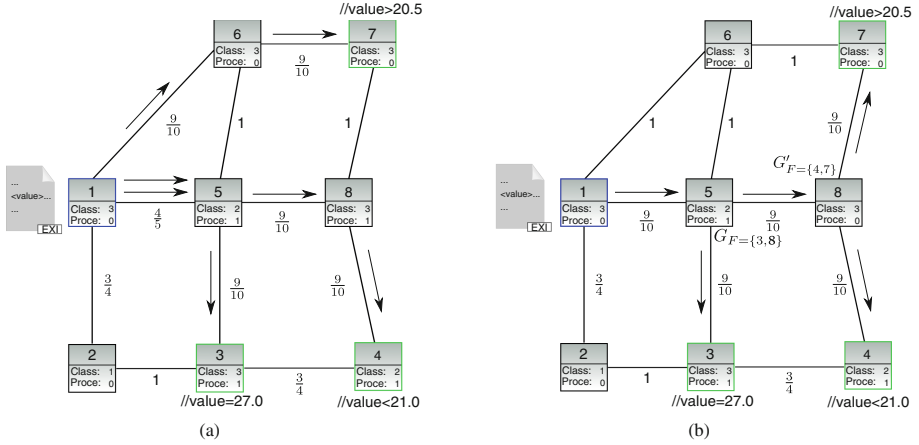 //value>20.5
6
Class: 3
Proce: 0
7
Class: 3
Proce: 0
9/10
9/10
1
1
...
<value>...
...
EXI
1
Class: 3
Proce: 0
5
Class: 2
Proce: 1
8
Class: 3
Proce: 1
4/5
9/10
3/4
9/10
9/10
2
Class: 1
Proce: 0
3
Class: 3
Proce: 1
4
Class: 2
Proce: 1
1
3/4
//value=27.0
//value<21.0
(a)
//value>20.5
6
Class: 3
Proce: 0
7
Class: 3
Proce: 0
1
1
1
9/10
G'F={4,7}
...
<value>...
...
EXI
1
Class: 3
Proce: 0
5
Class: 2
Proce: 1
8
Class: 3
Proce: 0
9/10
9/10
GF={3,8}
3/4
9/10
9/10
2
Class: 1
Proce: 0
3
Class: 3
Proce: 1
4
Class: 2
Proce: 1
1
3/4
//value=27.0
//value<21.0
(b)